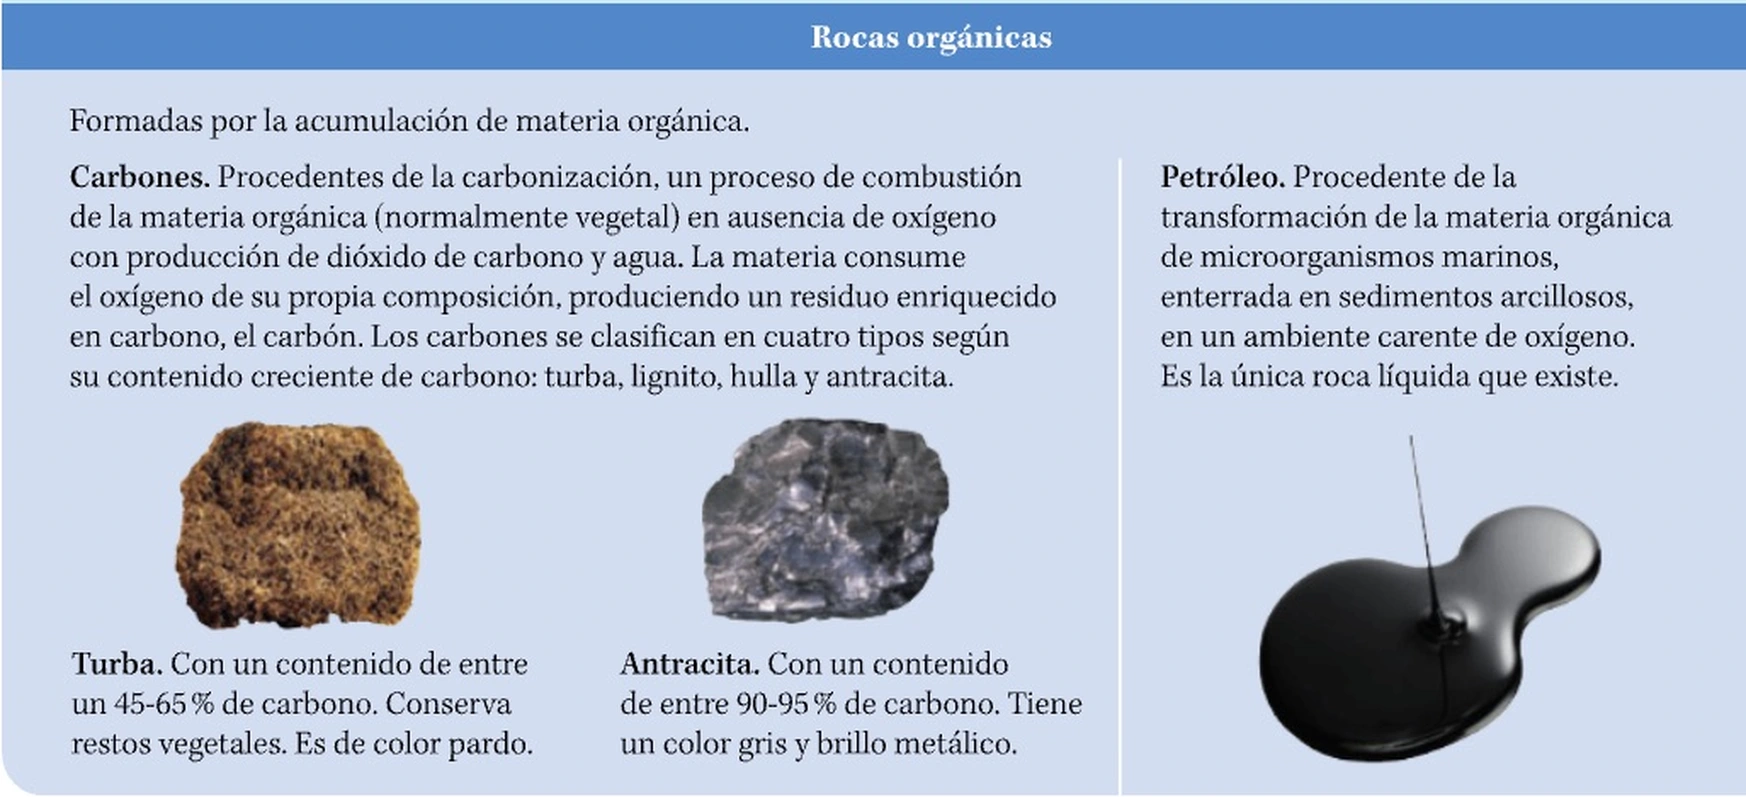 Rocas orgánicas
Formadas por la acumulación de materia orgánica.
Carbones. Procedentes de la carbonización, un proceso de combustión
de la materia orgánica (normalmente vegetal) en ausencia de oxígeno
con producción de dióxido de carbono y agua. La materia consume
el oxígeno de su propia composición, produciendo un residuo enriquecido
en carbono, el carbón. Los carbones se clasifican en cuatro tipos según
su contenido creciente de carbono: turba, lignito, hulla y antracita.
Turba. Con un contenido de entre
un 45-65 % de carbono. Conserva
restos vegetales. Es de color pardo.
Antracita. Con un contenido
de entre 90-95 % de carbono. Tiene
un color gris y brillo metálico.
Petróleo. Procedente de la
transformación de la materia orgánica
de microorganismos marinos,
enterrada en sedimentos arcillosos,
en un ambiente carente de oxígeno.
Es la única roca líquida que existe.